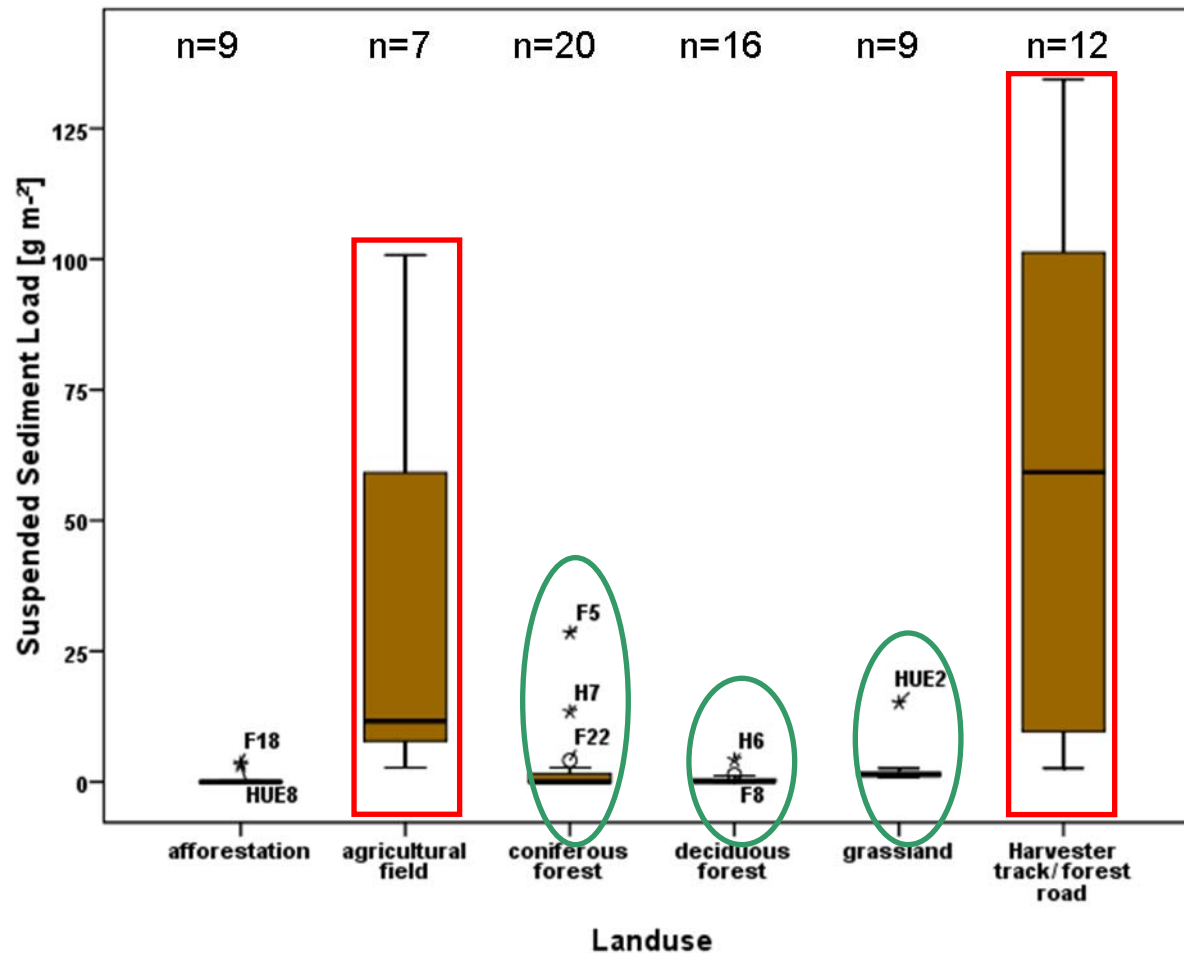 n=9 n=7 n=20 n=16 n=9 n=12
Suspended Sediment Load [g m-²]
125
100
75
50
25
0
F18
HUE8
F5
H7
F22
H6
F8
HUE2
afforestation
agricultural
field
coniferous
forest
deciduous
forest
grassland
Harvester
track/forest
road
Landuse